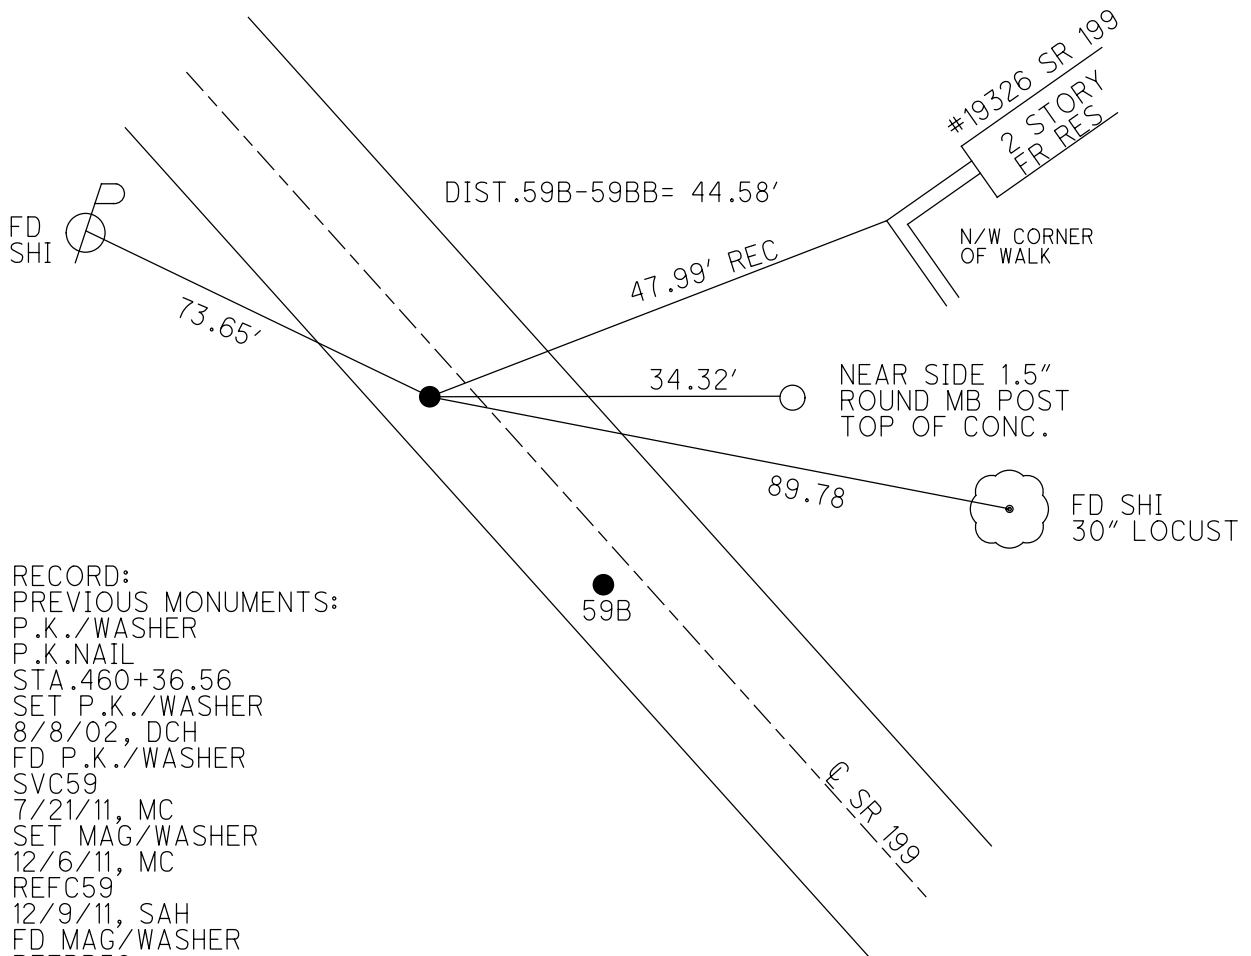 #19326 SR 199
2 STORY
FR RES
DIST.59B-59BB= 44.58'
FD
SHI
N/W CORNER
OF WALK
47.99' REC
73.65'
34.32'
NEAR SIDE 1.5"
ROUND MB POST
TOP OF CONC.
89.78
FD SHI
30" LOCUST
59B
RECORD:
PREVIOUS MONUMENTS:
P.K./WASHER
P.K.NAIL
STA.460+36.56
SET P.K./WASHER
8/8/02, DCH
FD P.K./WASHER
SVC59
7/21/11, MC
SET MAG/WASHER
12/6/11, MC
REFC59
12/9/11, SAH
FD MAG/WASHER
℄ SR 199